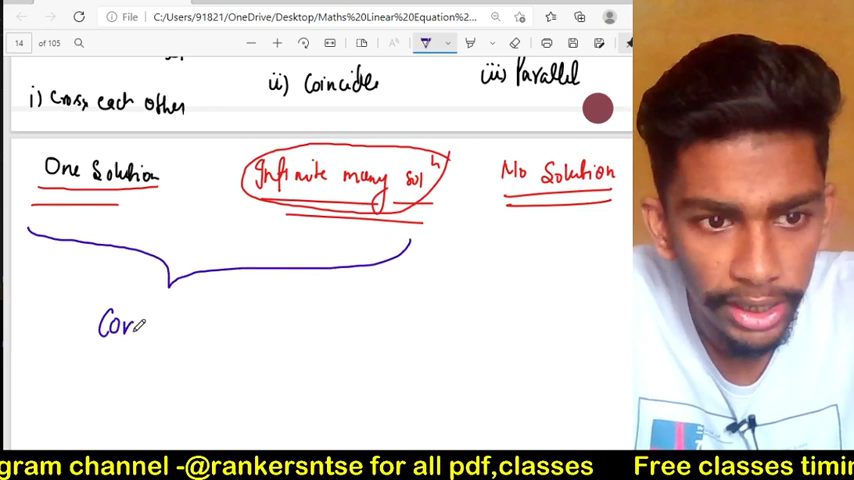 File C:/Users/91821/OneDrive/Desktop/Maths%20Linear%20Equation%2...
14 of 105
i) Cross each other
ii) Coincide
iii) Parallel
One Solution
Infinite many solⁿ
No Solution
Con
gram channel -@rankersntse for all pdf,classes Free classes timin